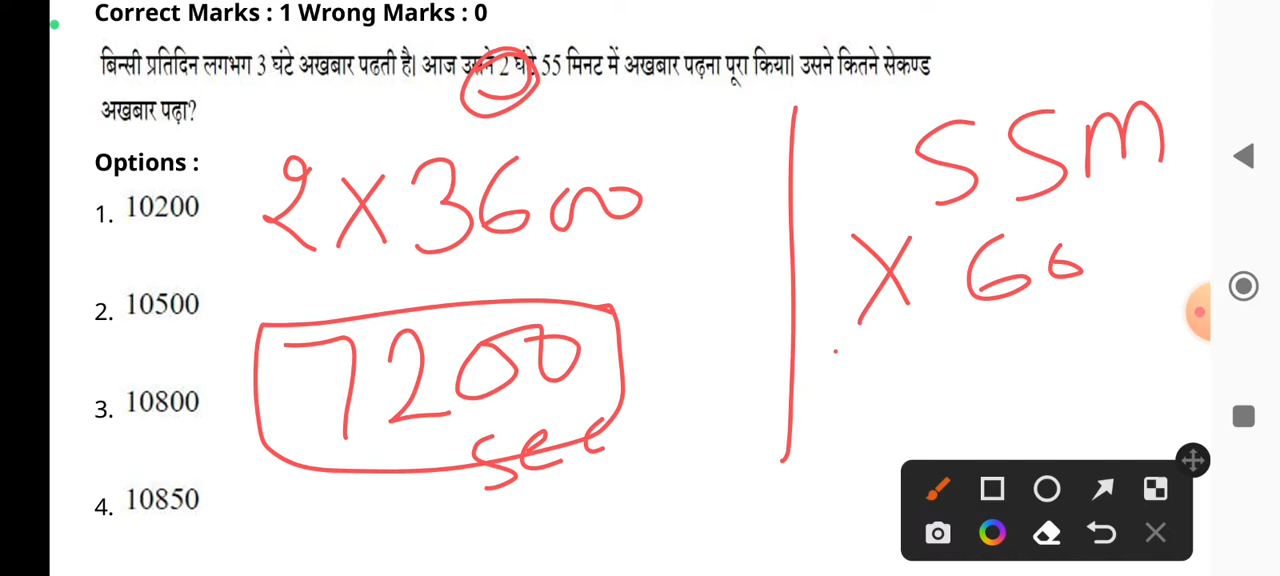 Correct Marks : 1 Wrong Marks : 0
बिन्सी प्रतिदिन लगभग 3 घंटे अखबार पढती है। आज उसने 2 घंटे 55 मिनट में अखबार पढ़ना पूरा किया। उसने कितने सेकण्ड
अखबार पढ़ा?
Options :
1. 10200
2. 10500
3. 10800
4. 10850
2 X 3600
7200
sec
55m
X 60